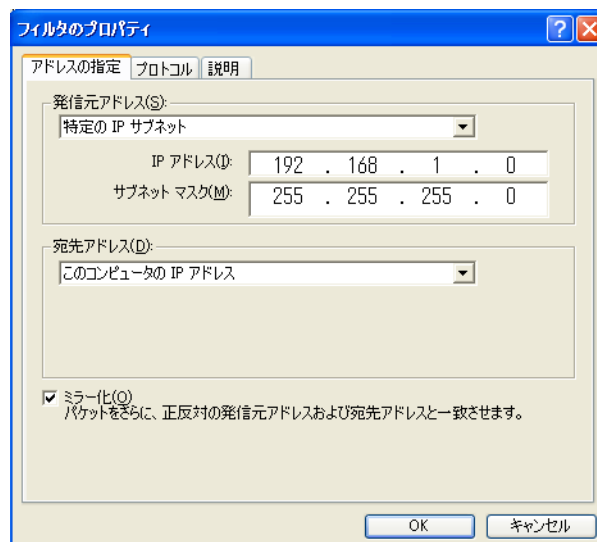 フィルタのプロパティ
アドレスの指定 プロトコル 説明
発信元アドレス(S):
特定の IP サブネット
IP アドレス(I): 192 . 168 . 1 . 0
サブネット マスク(M): 255 . 255 . 255 . 0
宛先アドレス(D):
このコンピュータの IP アドレス
ミラー化(O)
パケットをさらに、正反対の発信元アドレスおよび宛先アドレスと一致させます。
OK キャンセル